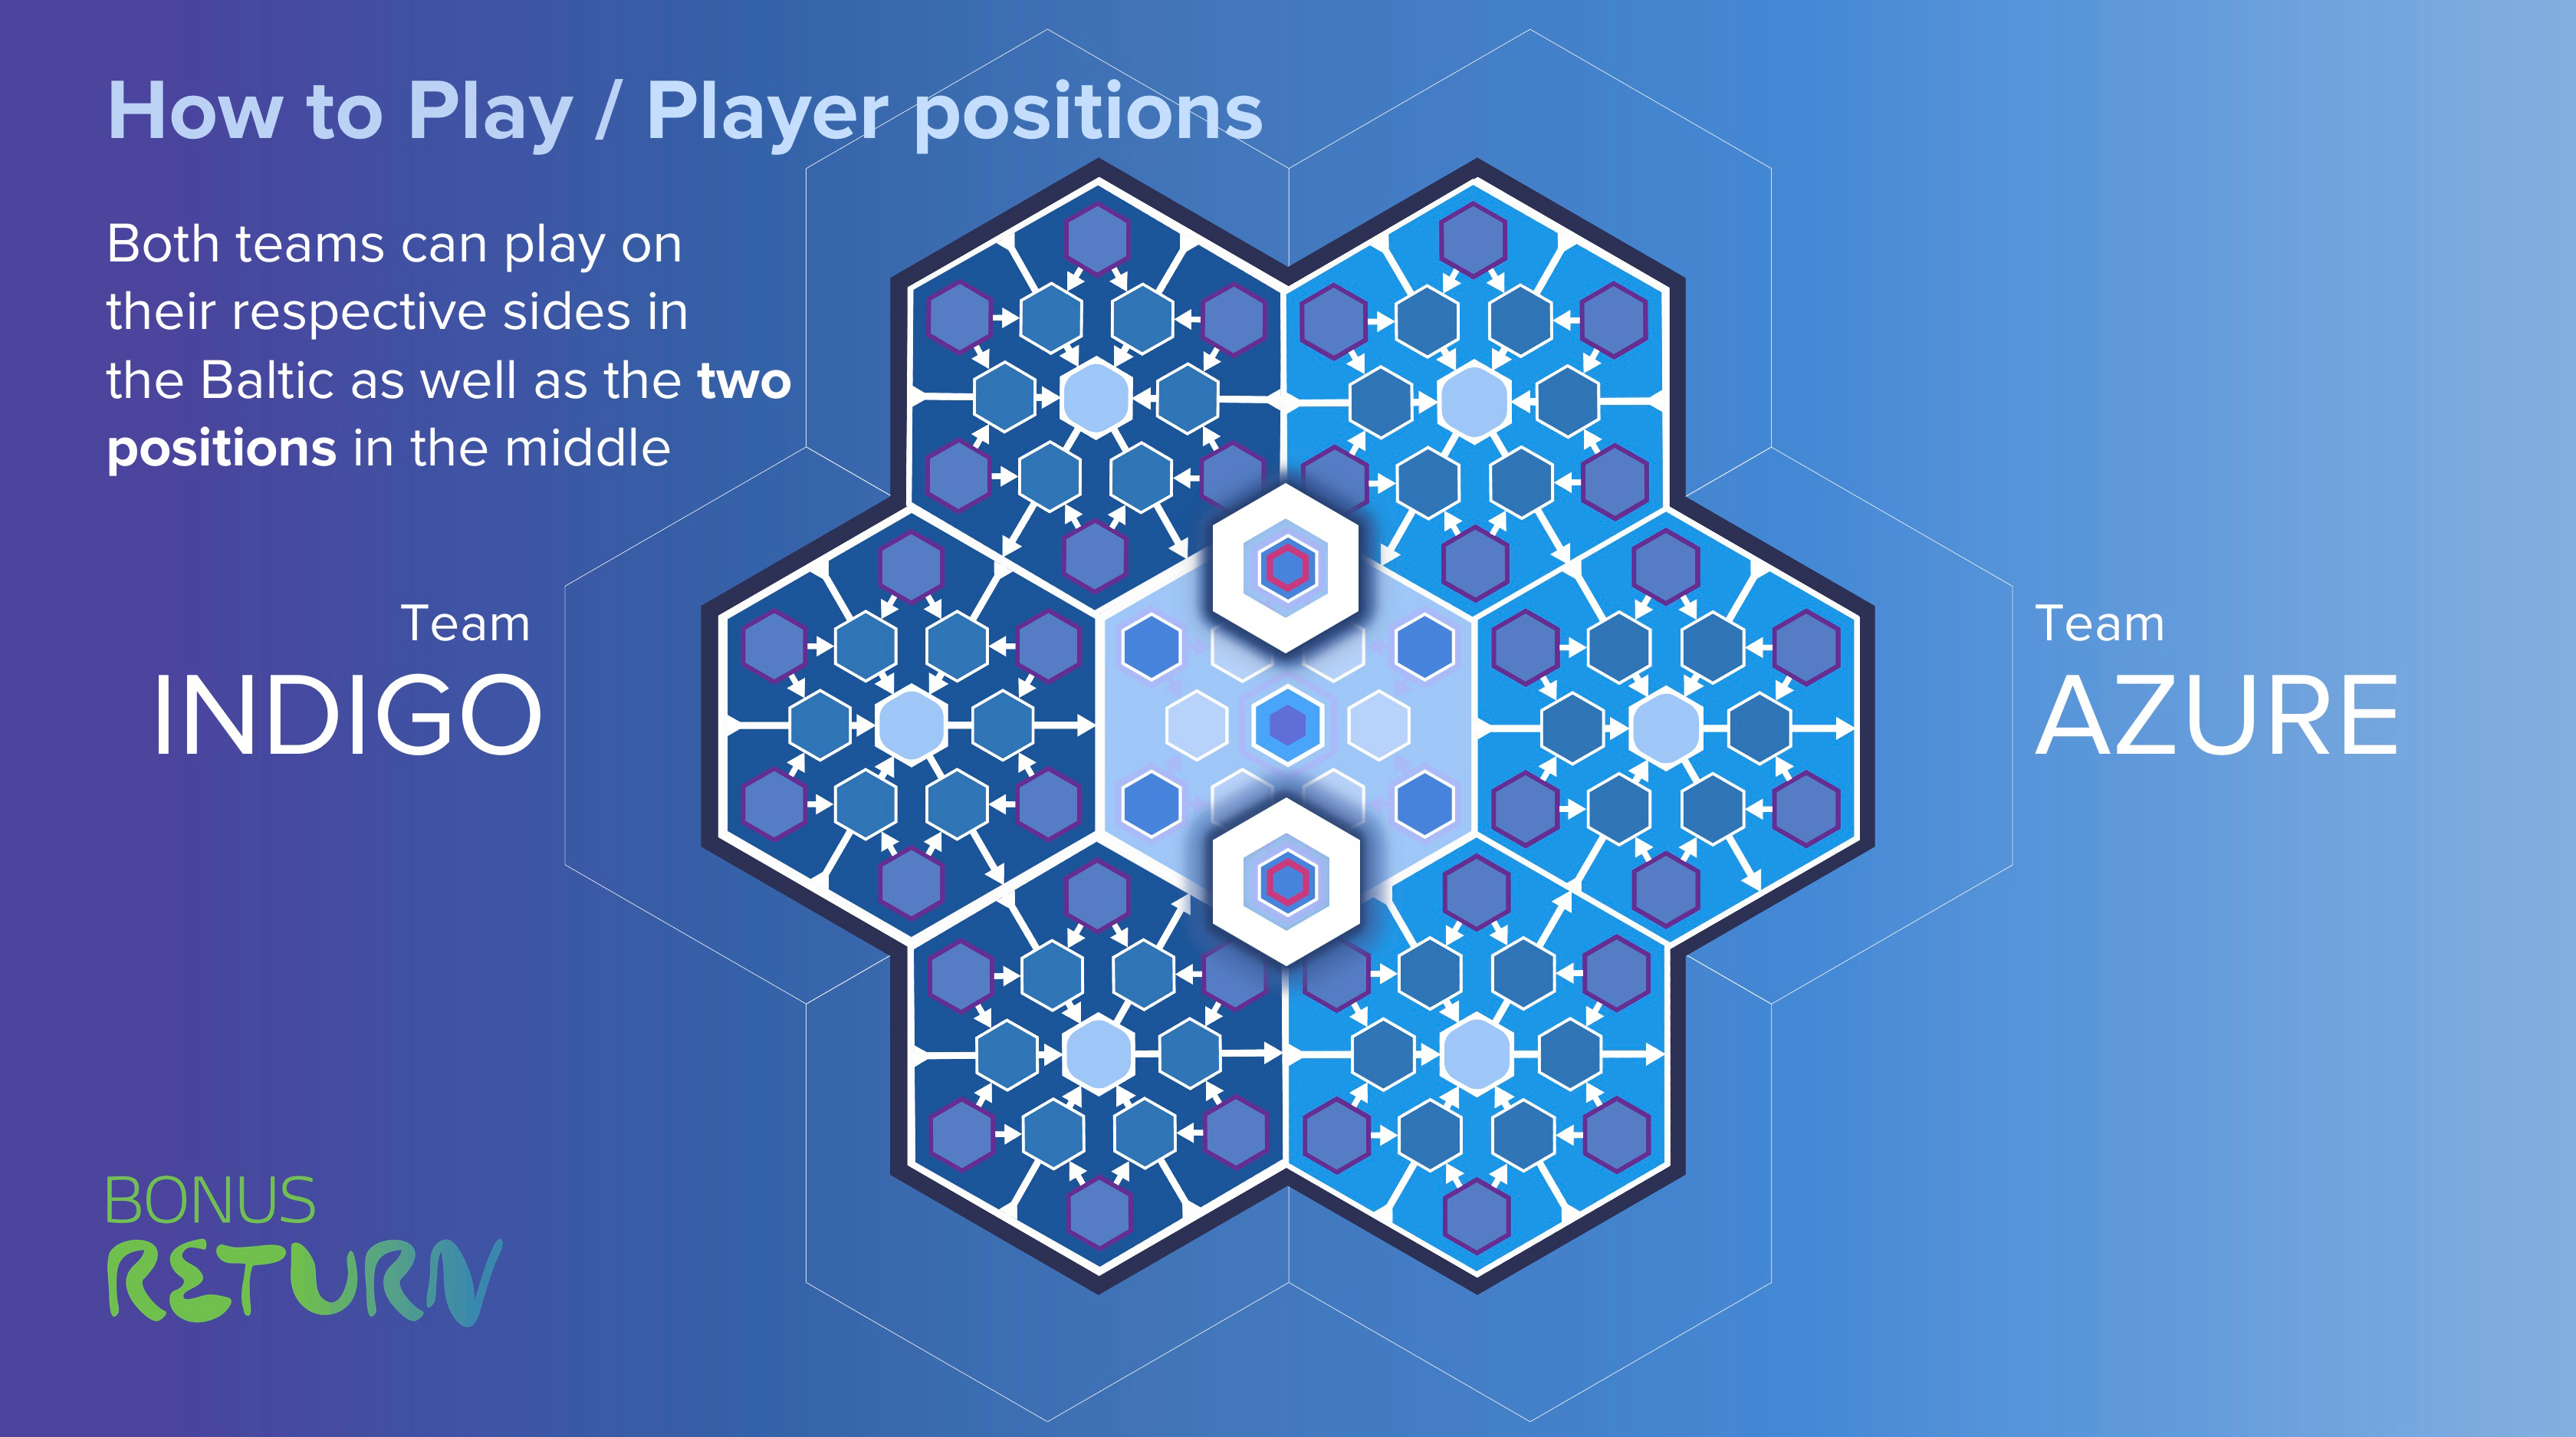 How to Play / Player positions
Both teams can play on
their respective sides in
the Baltic as well as the two
positions in the middle
Team
INDIGO
Team
AZURE
BONUS
RETURN